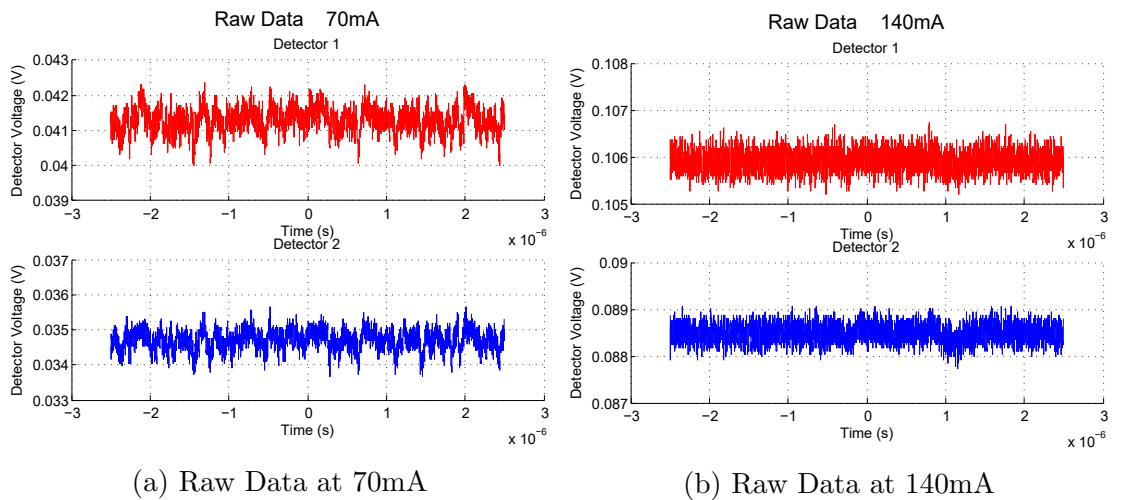 Raw Data 70mA
Detector 1
Detector Voltage (V)
0.043
0.042
0.041
0.04
0.039
−3 −2 −1 0 1 2 3
Time (s)
x 10−6
Detector 2
Detector Voltage (V)
0.037
0.036
0.035
0.034
0.033
−3 −2 −1 0 1 2 3
Time (s)
x 10−6
(a) Raw Data at 70mA
Raw Data 140mA
Detector 1
Detector Voltage (V)
0.108
0.107
0.106
0.105
−3 −2 −1 0 1 2 3
Time (s)
x 10−6
Detector 2
Detector Voltage (V)
0.09
0.089
0.088
0.087
−3 −2 −1 0 1 2 3
Time (s)
x 10−6
(b) Raw Data at 140mA